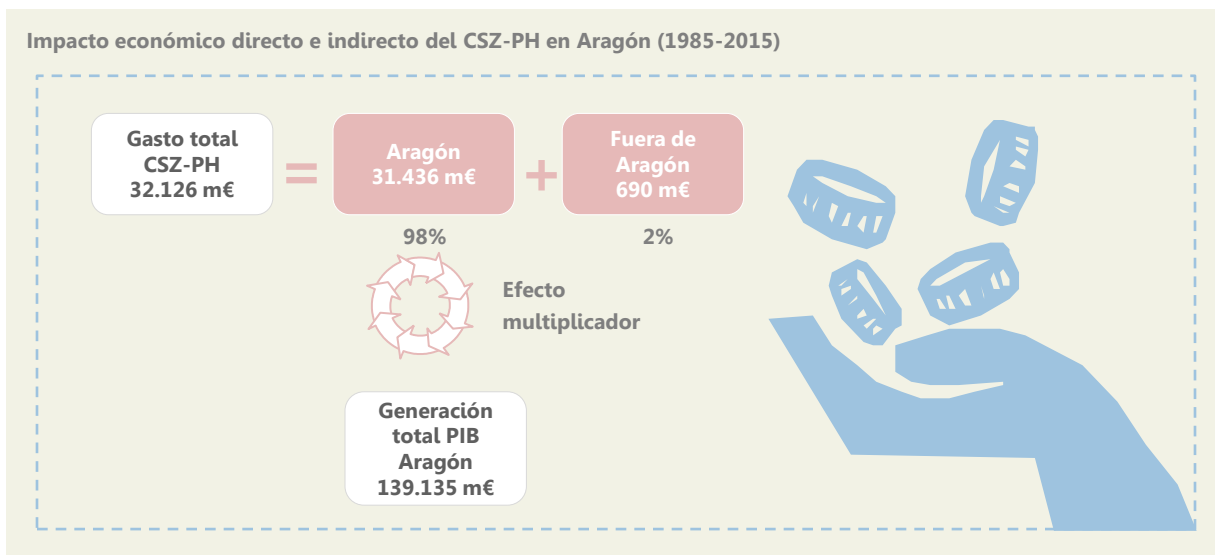 Impacto económico directo e indirecto del CSZ-PH en Aragón (1985-2015)
Gasto total
CSZ-PH
32.126 m€
=
Aragón
31.436 m€
+
Fuera de
Aragón
690 m€
98%
2%
Efecto
multiplicador
Generación
total PIB
Aragón
139.135 m€